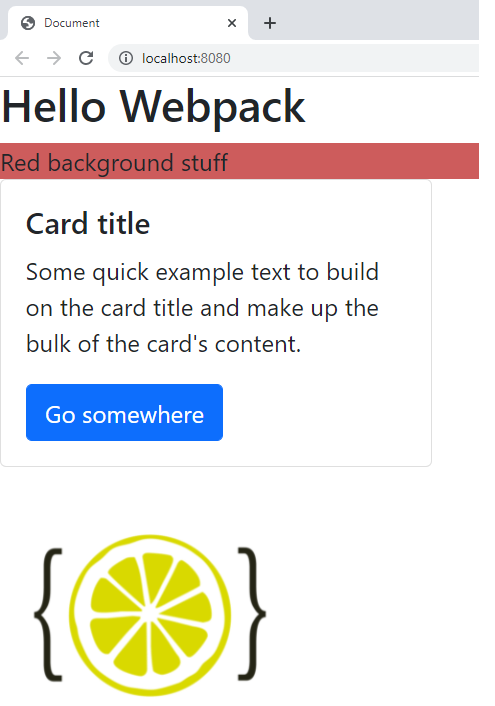 Document
localhost:8080
Hello Webpack
Red background stuff
Card title
Some quick example text to build
on the card title and make up the
bulk of the card's content.
Go somewhere
{ }